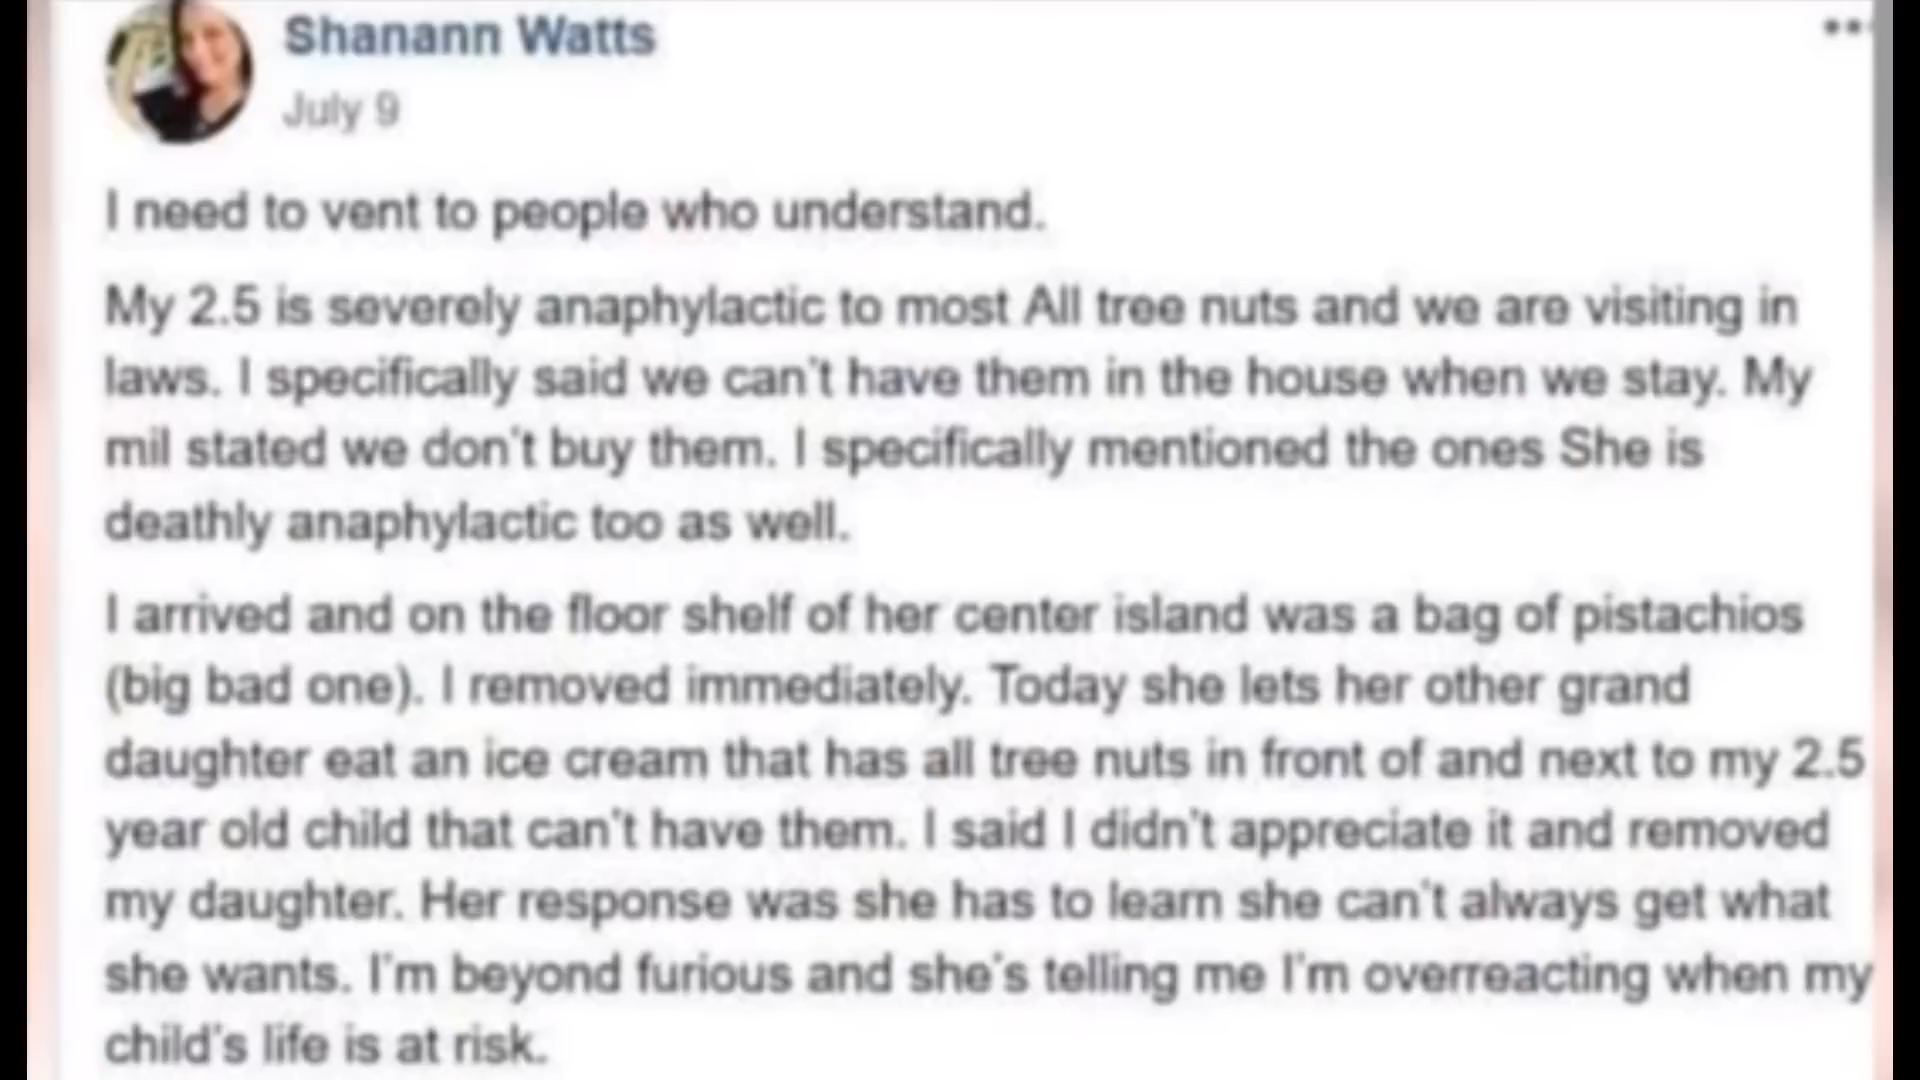 Shanann Watts
July 9
I need to vent to people who understand.
My 2.5 is severely anaphylactic to most All tree nuts and we are visiting in
laws. I specifically said we can't have them in the house when we stay. My
mil stated we don't buy them. I specifically mentioned the ones She is
deathly anaphylactic too as well.
I arrived and on the floor shelf of her center island was a bag of pistachios
(big bad one). I removed immediately. Today she lets her other grand
daughter eat an ice cream that has all tree nuts in front of and next to my 2.5
year old child that can't have them. I said I didn't appreciate it and removed
my daughter. Her response was she has to learn she can't always get what
she wants. I'm beyond furious and she's telling me I'm overreacting when my
child's life is at risk.